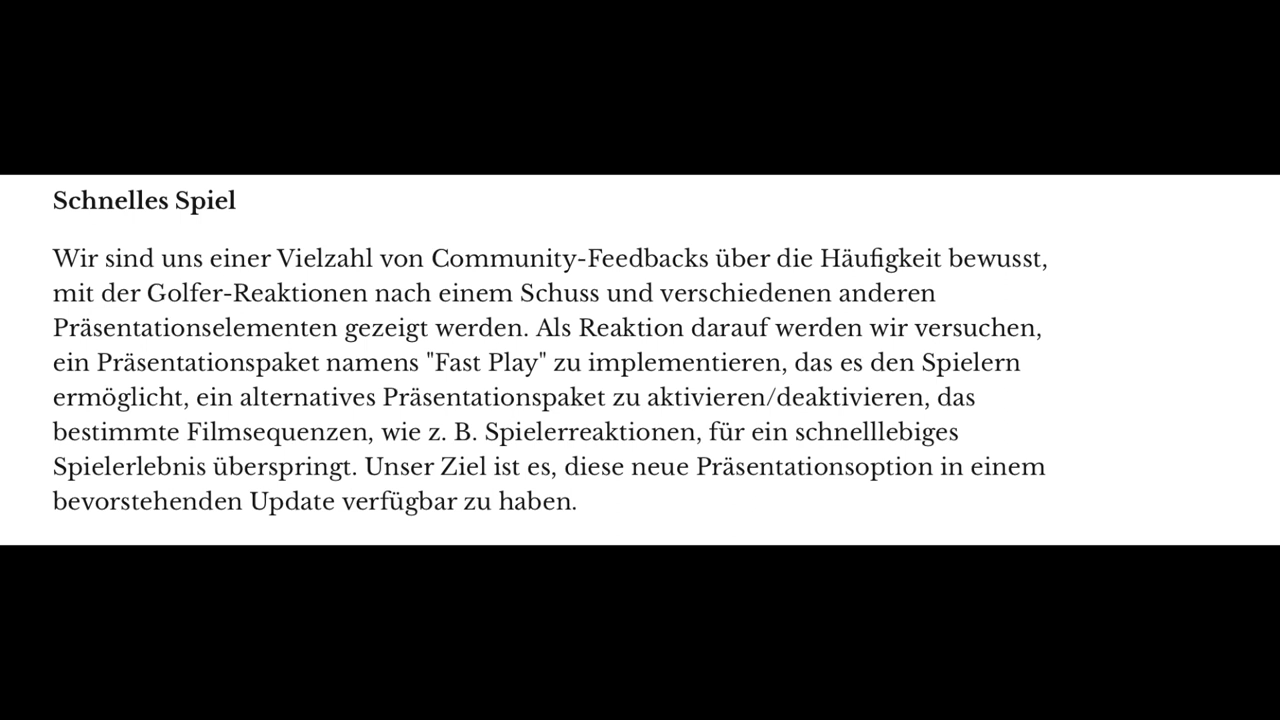 Schnelles Spiel
Wir sind uns einer Vielzahl von Community-Feedbacks über die Häufigkeit bewusst,
mit der Golfer-Reaktionen nach einem Schuss und verschiedenen anderen
Präsentationselementen gezeigt werden. Als Reaktion darauf werden wir versuchen,
ein Präsentationspaket namens "Fast Play" zu implementieren, das es den Spielern
ermöglicht, ein alternatives Präsentationspaket zu aktivieren/deaktivieren, das
bestimmte Filmsequenzen, wie z. B. Spielerreaktionen, für ein schnelllebiges
Spielerlebnis überspringt. Unser Ziel ist es, diese neue Präsentationsoption in einem
bevorstehenden Update verfügbar zu haben.